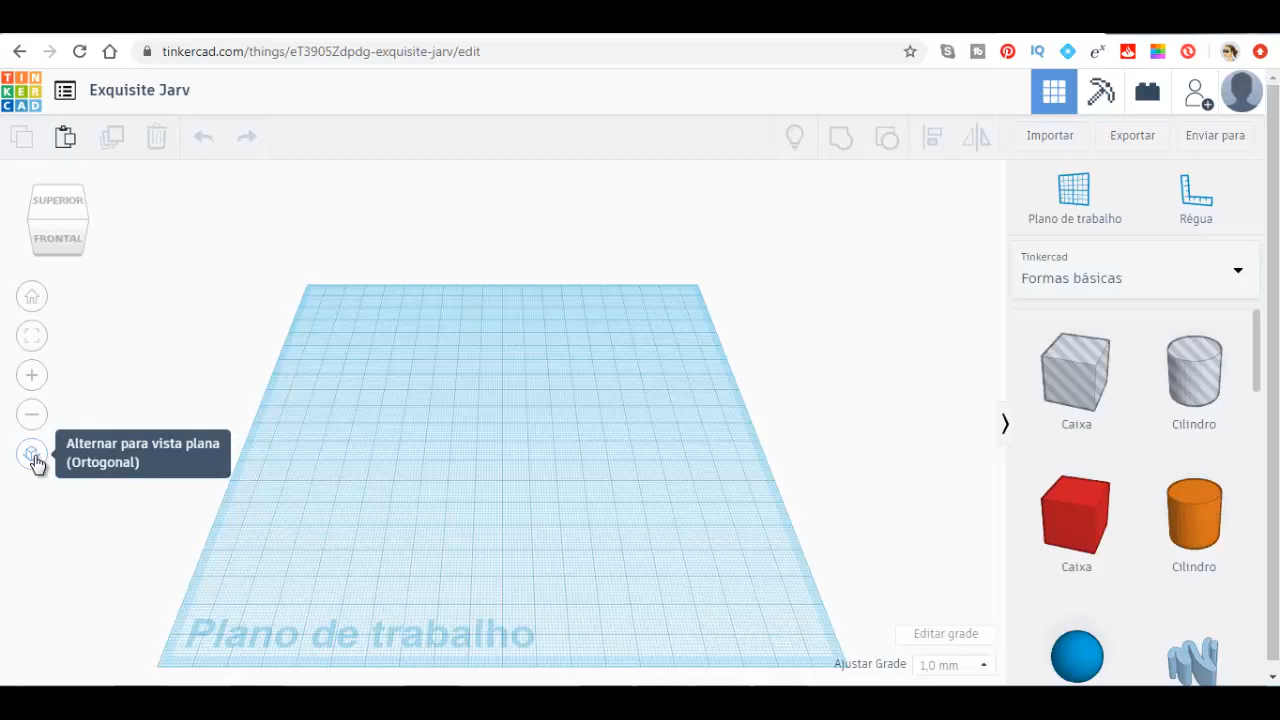 tinkercad.com/things/eT3905Zdpdg-exquisite-jarv/edit
IQ
eˣ
TIN
KER
CAD
Exquisite Jarv
Importar
Exportar
Enviar para
SUPERIOR
FRONTAL
Plano de trabalho
Régua
Tinkercad
Formas básicas
Caixa
Cilindro
Alternar para vista plana
(Ortogonal)
Caixa
Cilindro
Plano de trabalho
Editar grade
Ajustar Grade
1,0 mm